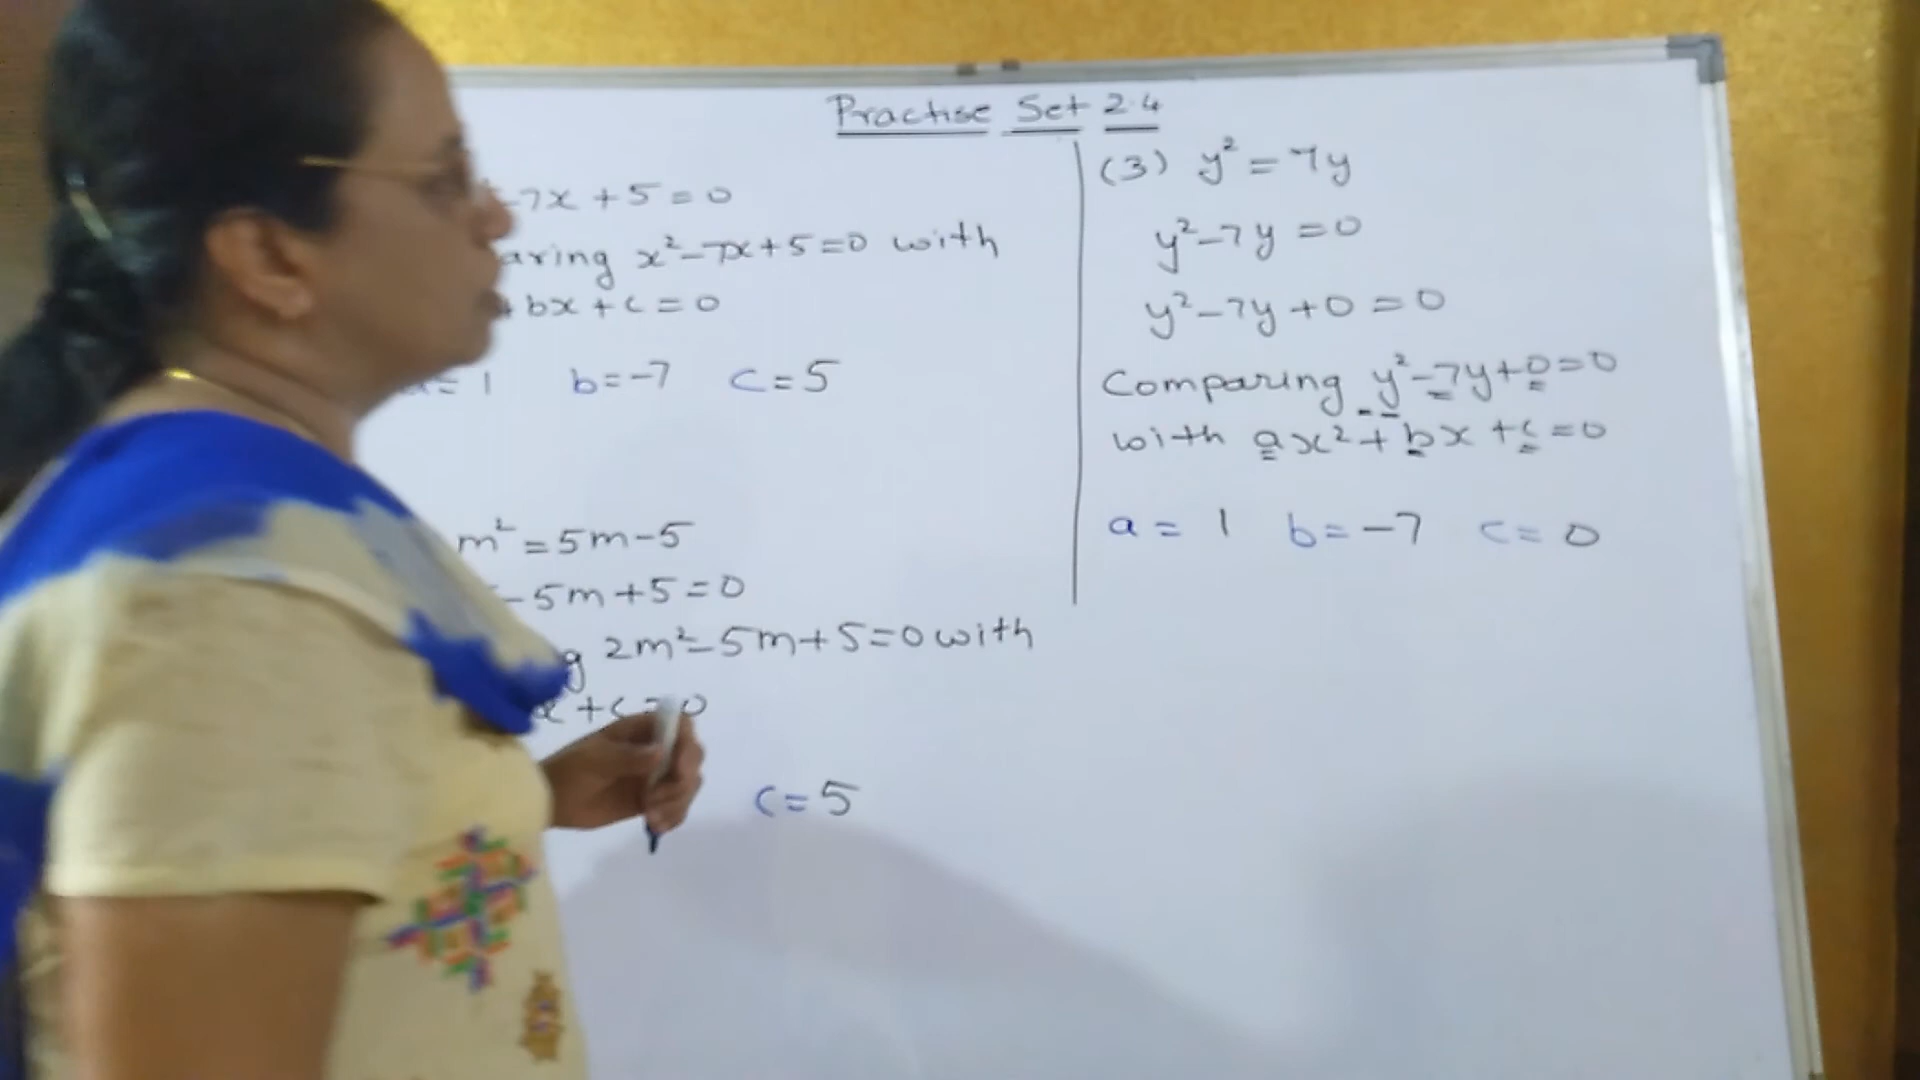 Practise Set 2.4
-7x + 5 = 0
aring x²-7x+5=0 with
+ bx + c = 0
a = 1 b = -7 c = 5
m² = 5m-5
- 5m + 5 = 0
g 2m²-5m+5=0 with
x + c = 0
c = 5
(3) y² = 7y
y²-7y = 0
y²-7y+0 = 0
Comparing y²-7y+0=0
with ax²+bx+c=0
a = 1 b = -7 c = 0